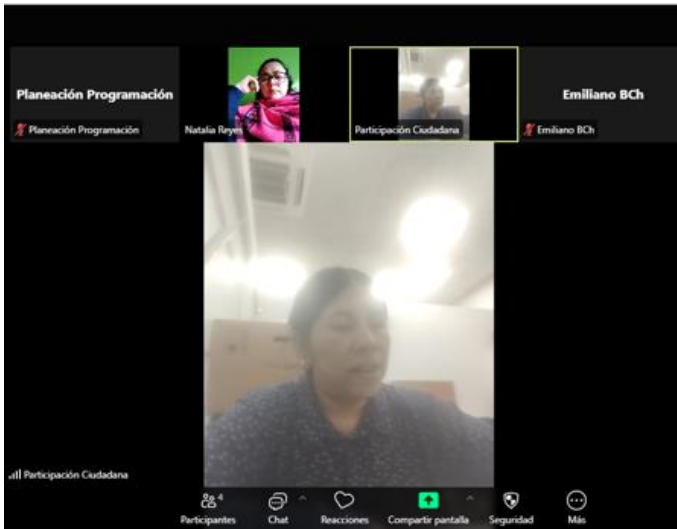 Planeación Programación
Emiliano BCh
Planeación Programación
Natalia Reyes
Participación Ciudadana
Emiliano BCh
Participación Ciudadana
4
Participantes
Chat
Reacciones
Compartir pantalla
Seguridad
Más